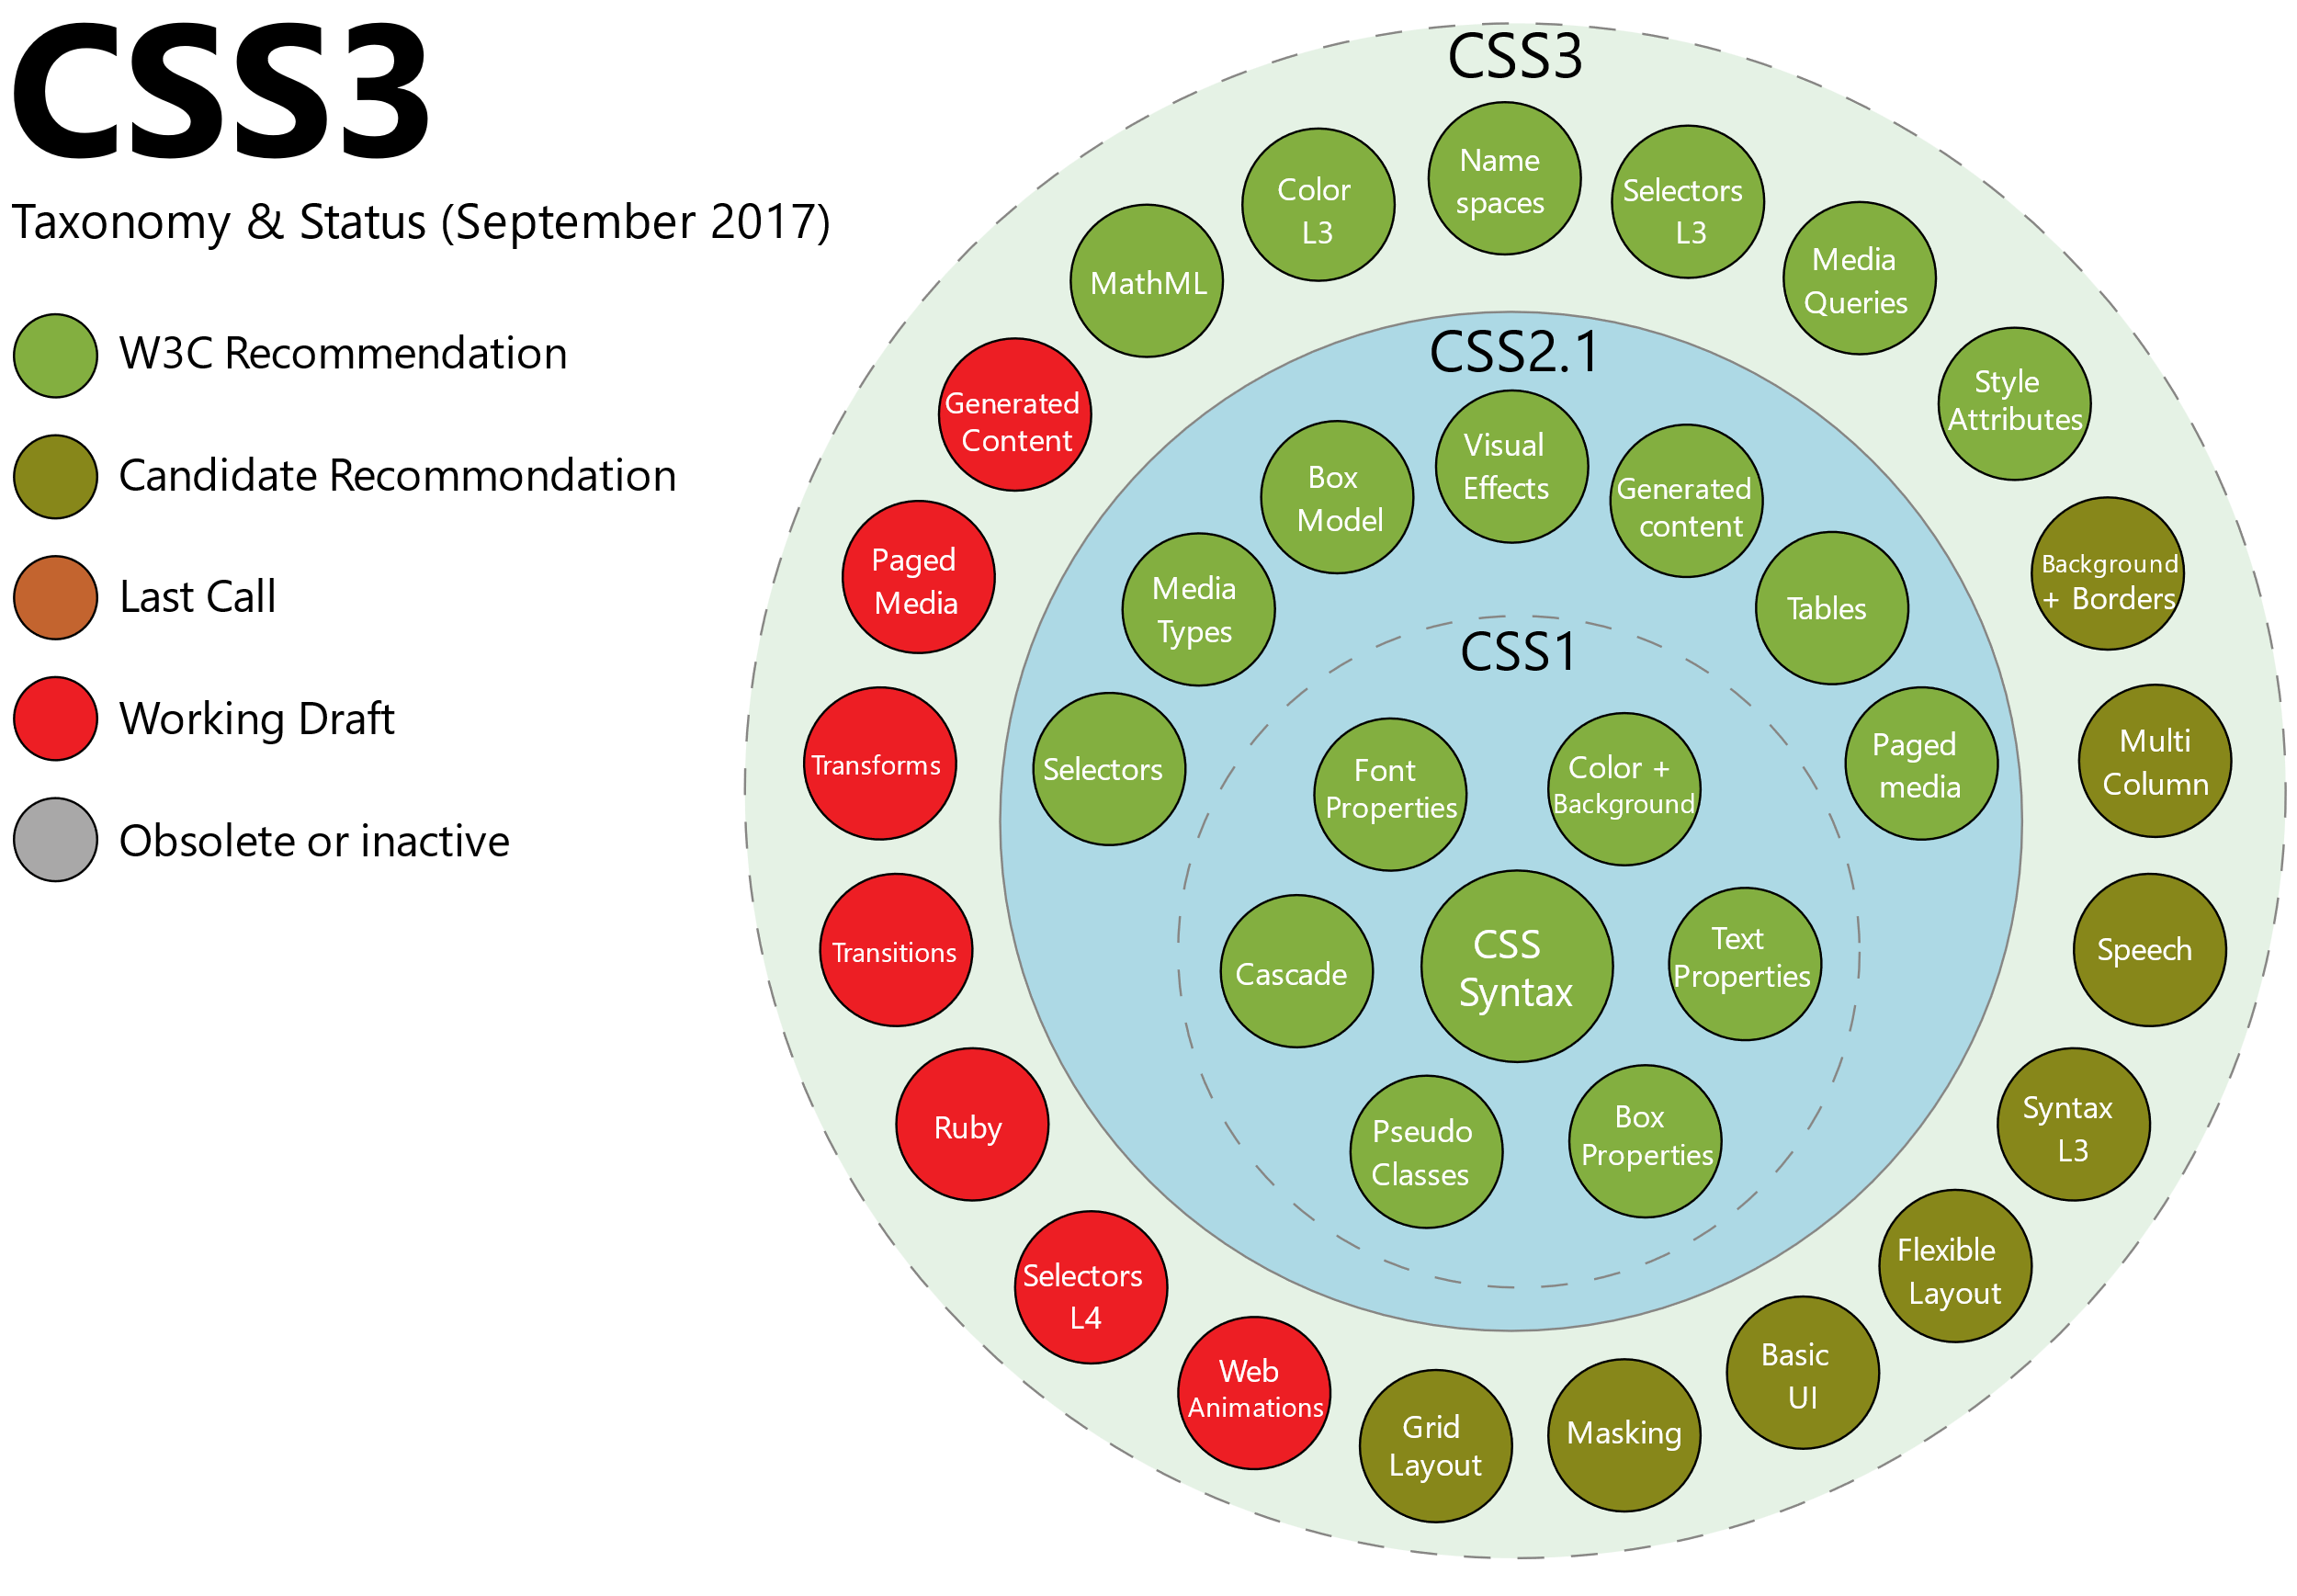 CSS3
Taxonomy & Status (September 2017)
W3C Recommendation
Candidate Recommondation
Last Call
Working Draft
Obsolete or inactive
CSS3
Name
spaces
Selectors
L3
Media
Queries
Style
Attributes
Background
+ Borders
Multi
Column
Speech
Syntax
L3
Flexible
Layout
Basic
UI
Masking
Grid
Layout
Web
Animations
Selectors
L4
Ruby
Transitions
Transforms
Paged
Media
Generated
Content
MathML
Color
L3
CSS2.1
Visual
Effects
Generated
content
Tables
Paged
media
Selectors
Media
Types
Box
Model
CSS1
Font
Properties
Color +
Background
Text
Properties
Box
Properties
Pseudo
Classes
Cascade
CSS
Syntax